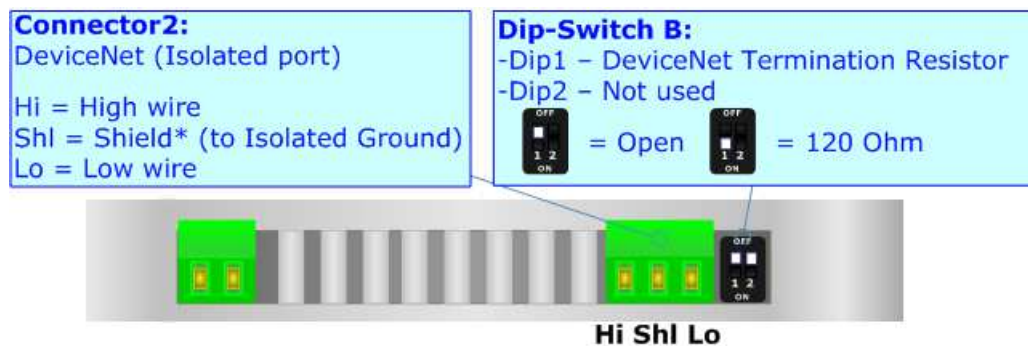 Connector2:
DeviceNet (Isolated port)
Hi = High wire
Shl = Shield* (to Isolated Ground)
Lo = Low wire
Dip-Switch B:
-Dip1 – DeviceNet Termination Resistor
-Dip2 – Not used
OFF
1 2
ON
= Open
OFF
1 2
ON
= 120 Ohm
OFF
1 2
ON
Hi Shl Lo